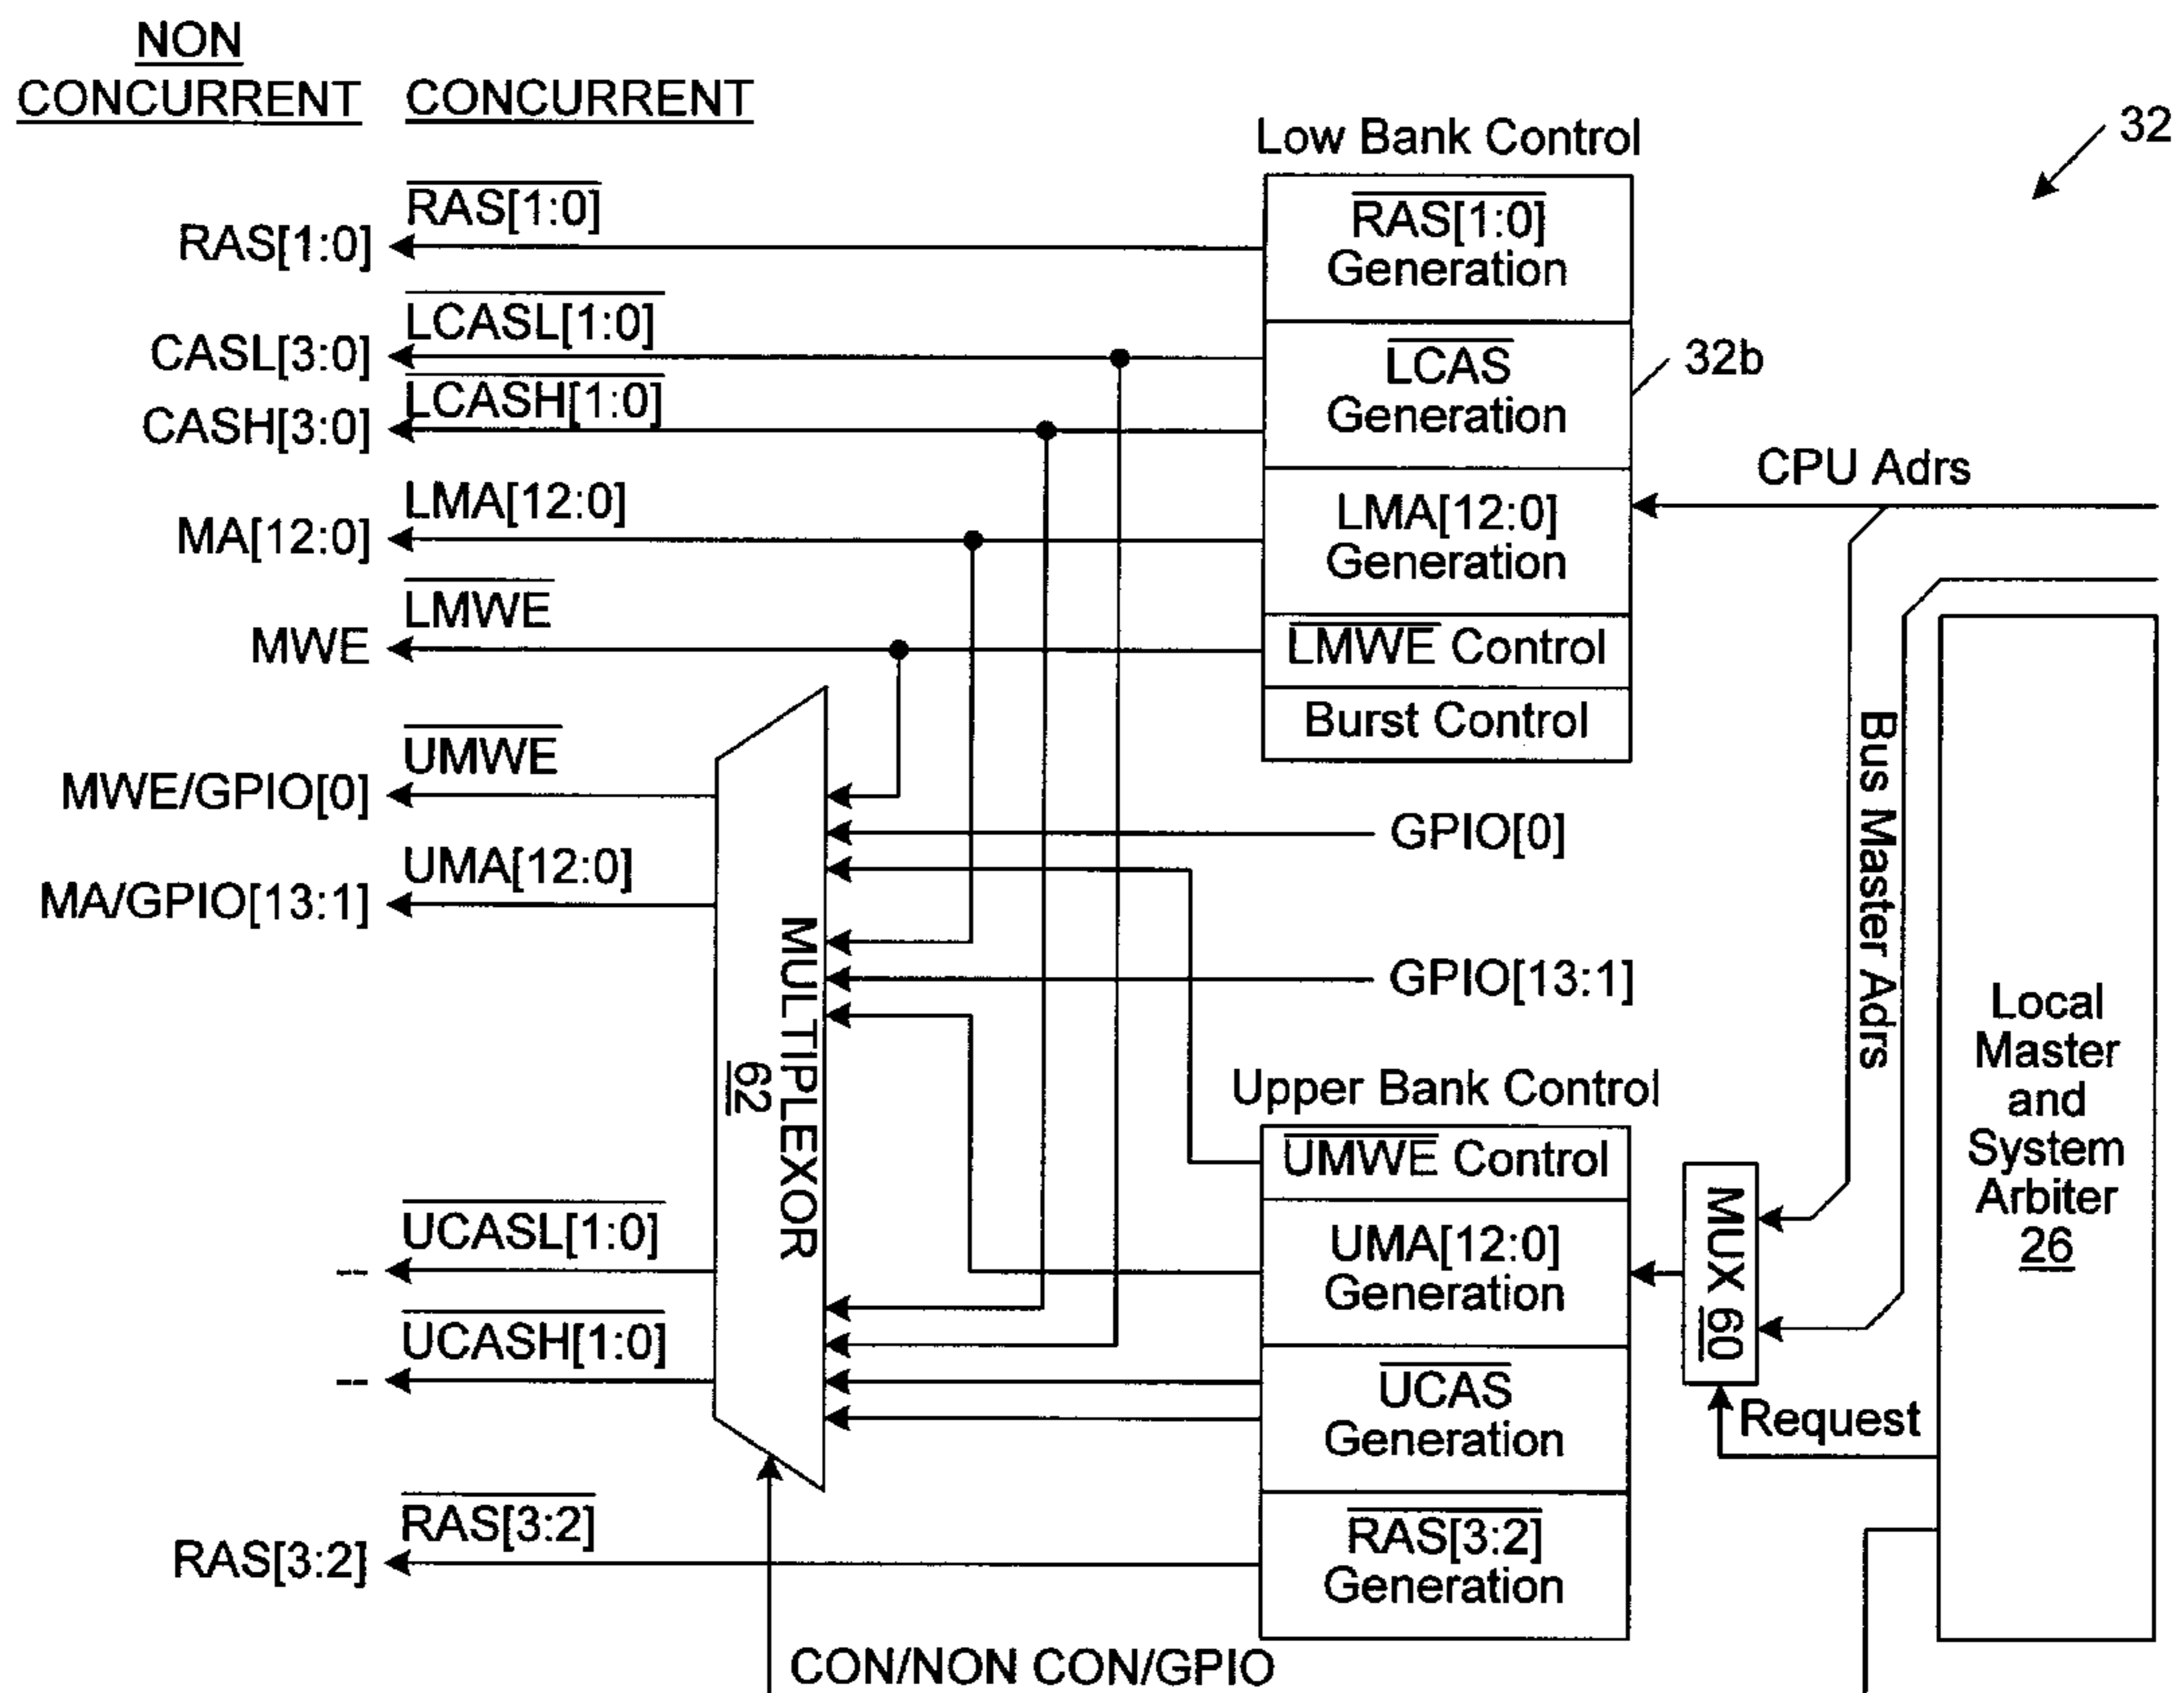 NON
CONCURRENT
CONCURRENT
Low Bank Control
32
RAS[1:0]
RAS[1:0]
RAS[1:0]
Generation
LCASL[1:0]
CASL[3:0]
LCAS
Generation
32b
LCASH[1:0]
CASH[3:0]
CPU Adrs
LMA[12:0]
MA[12:0]
LMA[12:0]
Generation
LMWE
MWE
LMWE Control
Burst Control
UMWE
MWE/GPIO[0]
GPIO[0]
UMA[12:0]
MA/GPIO[13:1]
GPIO[13:1]
MULTIPLEXOR
62
Bus Master Adrs
Local
Master
and
System
Arbiter
26
Upper Bank Control
UMWE Control
UCASL[1:0]
--
UMA[12:0]
Generation
MUX 60
UCASH[1:0]
--
UCAS
Generation
Request
RAS[3:2]
RAS[3:2]
RAS[3:2]
Generation
CON/NON CON/GPIO